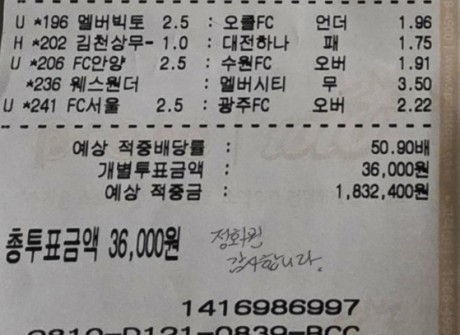 U *196 멜버빅토 2.5 : 오클FC 언더 1.96
H *202 김천상무- 1.0 : 대전하나 패 1.75
U *206 FC안양 2.5 : 수원FC 오버 1.91
*236 웨스원더 : 멜버시티 무 3.50
U *241 FC서울 2.5 : 광주FC 오버 2.22
예상 적중배당률 : 50.90배
개별투표금액 : 36,000원
예상 적중금 : 1,832,400원
총투표금액 36,000원
정확권
감사합니다.
1416986997